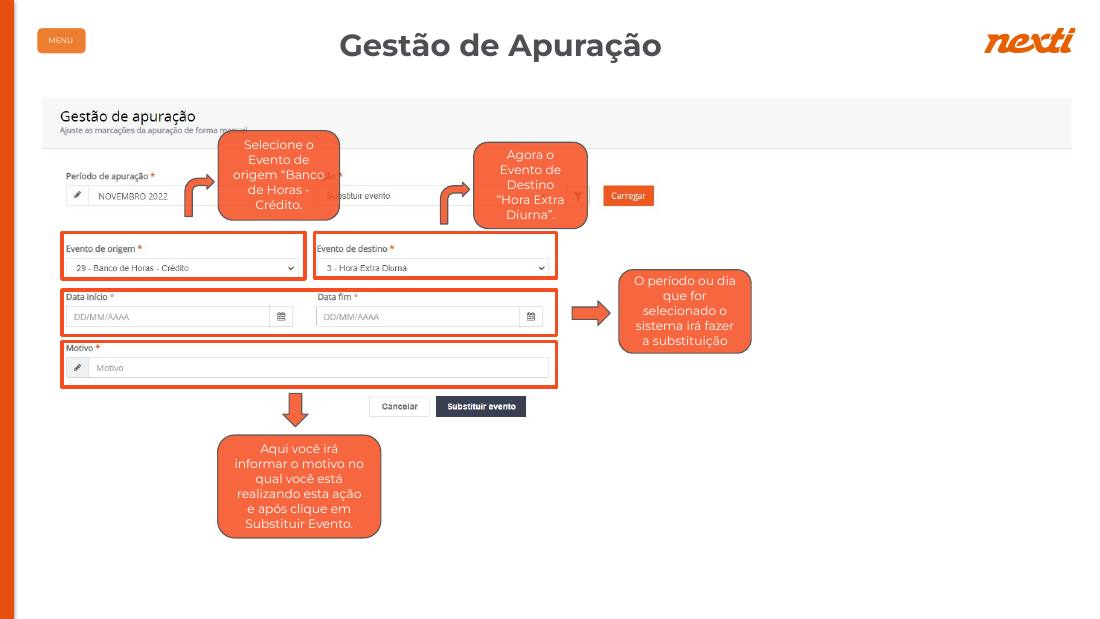 MENU
Gestão de Apuração
nexti
Gestão de apuração
Ajuste as marcações da apuração de forma manual
Selecione o
Evento de
origem “Banco
de Horas -
Crédito.
Agora o
Evento de
Destino
“Hora Extra
Diurna”.
Período de apuração *
NOVEMBRO 2022
Substituir evento
Carregar
Evento de origem *
Evento de destino *
29 - Banco de Horas - Crédito
3 - Hora Extra Diurna
Data início *
Data fim *
DD/MM/AAAA
DD/MM/AAAA
O período ou dia
que for
selecionado o
sistema irá fazer
a substituição
Motivo *
Motivo
Cancelar
Substituir evento
Aqui você irá
informar o motivo no
qual você está
realizando esta ação
e após clique em
Substituir Evento.